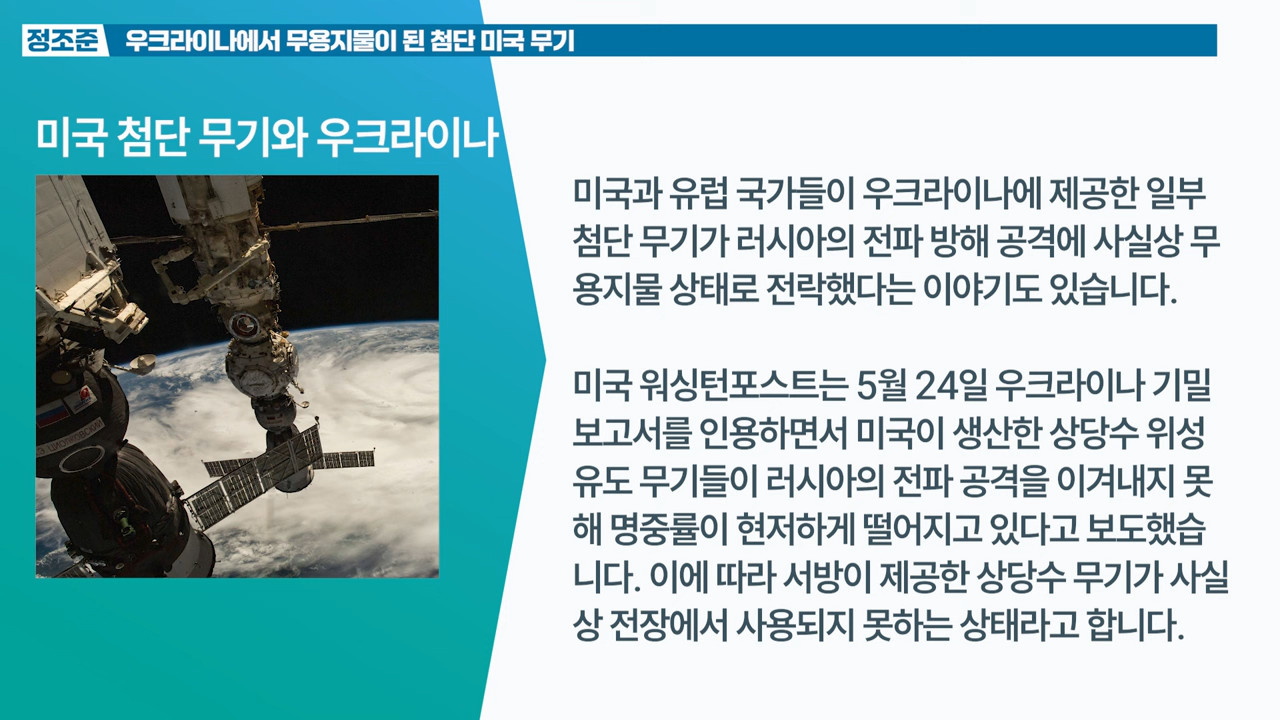 정조준
우크라이나에서 무용지물이 된 첨단 미국 무기
미국 첨단 무기와 우크라이나
미국과 유럽 국가들이 우크라이나에 제공한 일부
첨단 무기가 러시아의 전파 방해 공격에 사실상 무
용지물 상태로 전락했다는 이야기도 있습니다.
미국 워싱턴포스트는 5월 24일 우크라이나 기밀
보고서를 인용하면서 미국이 생산한 상당수 위성
유도 무기들이 러시아의 전파 공격을 이겨내지 못
해 명중률이 현저하게 떨어지고 있다고 보도했습
니다. 이에 따라 서방이 제공한 상당수 무기가 사실
상 전장에서 사용되지 못하는 상태라고 합니다.